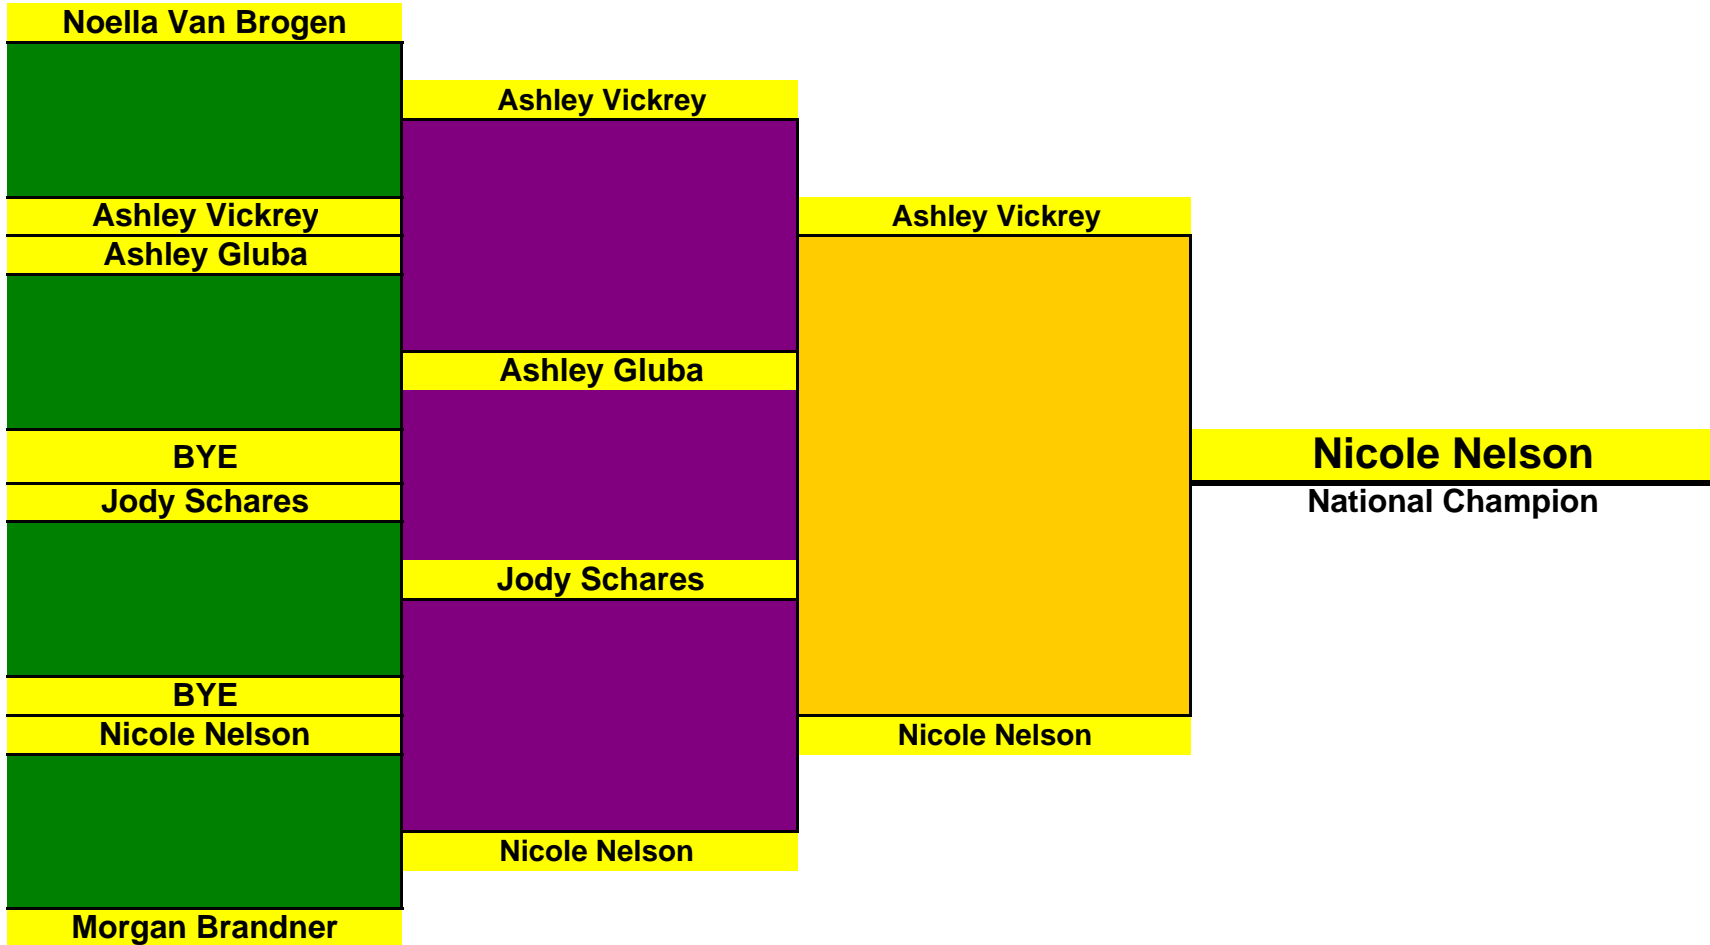 Noella Van Brogen
Ashley Vickrey
Ashley Vickrey
Ashley Vickrey
Ashley Gluba
Ashley Gluba
BYE
Nicole Nelson
Jody Schares
National Champion
Jody Schares
BYE
Nicole Nelson
Nicole Nelson
Nicole Nelson
Morgan Brandner